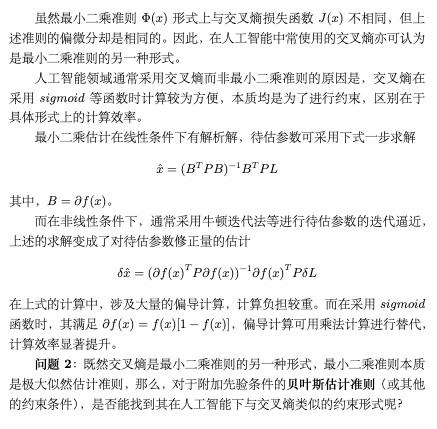 虽然最小二乘准则 Φ(x) 形式上与交叉熵损失函数 J(x) 不相同，但上
述准则的偏微分却是相同的。因此，在人工智能中常使用的交叉熵亦可认为
是最小二乘准则的另一种形式。
人工智能领域通常采用交叉熵而非最小二乘准则的原因是，交叉熵在
采用 sigmoid 等函数时计算较为方便，本质均是为了进行约束，区别在于
具体形式上的计算效率。
最小二乘估计在线性条件下有解析解，待估参数可采用下式一步求解
x̂ = (BᵀPB)⁻¹BᵀPL
其中，B = ∂f(x)。
而在非线性条件下，通常采用牛顿迭代法等进行待估参数的迭代逼近，
上述的求解变成了对待估参数修正量的估计
δx̂ = (∂f(x)ᵀP∂f(x))⁻¹∂f(x)ᵀPδL
在上式的计算中，涉及大量的偏导计算，计算负担较重。而在采用 sigmoid
函数时，其满足 ∂f(x) = f(x)[1 − f(x)]，偏导计算可用乘法计算进行替代，
计算效率显著提升。
问题 2：既然交叉熵是最小二乘准则的另一种形式，最小二乘准则本质
是极大似然估计准则，那么，对于附加先验条件的贝叶斯估计准则（或其他
的约束条件），是否能找到其在人工智能下与交叉熵类似的约束形式呢?